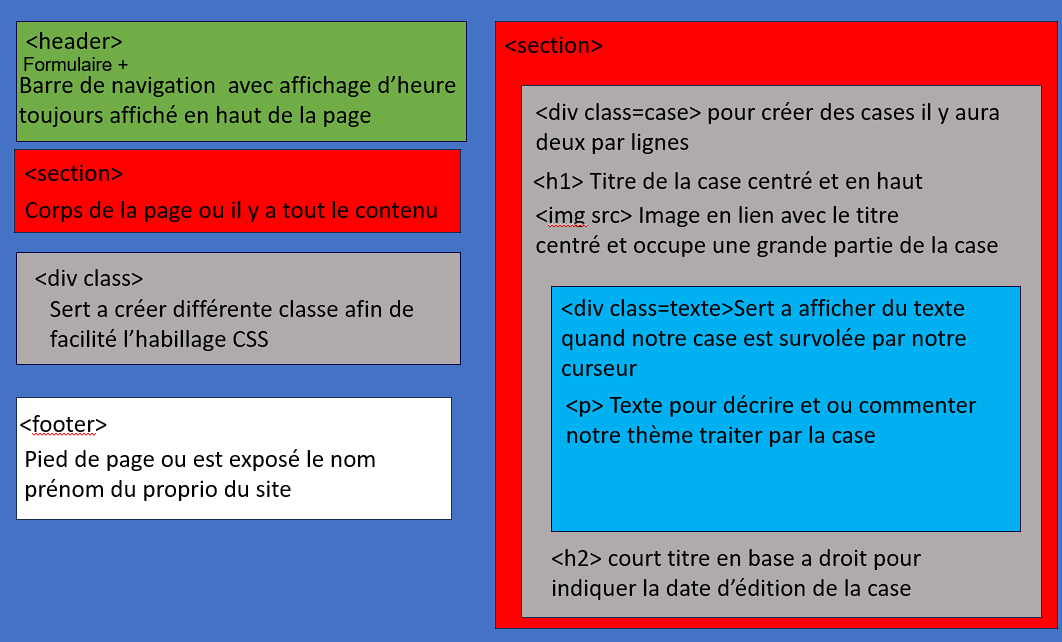 <header>
Formulaire +
Barre de navigation  avec affichage d’heure
toujours affiché en haut de la page
<section>
Corps de la page ou il y a tout le contenu
<div class>
Sert a créer différente classe afin de
facilité l’habillage CSS
<footer>
Pied de page ou est exposé le nom
prénom du proprio du site
<section>
<div class=case> pour créer des cases il y aura
deux par lignes
<h1> Titre de la case centré et en haut
<img src> Image en lien avec le titre
centré et occupe une grande partie de la case
<div class=texte>Sert a afficher du texte
quand notre case est survolée par notre
curseur
<p> Texte pour décrire et ou commenter
notre thème traiter par la case
<h2> court titre en base a droit pour
indiquer la date d’édition de la case